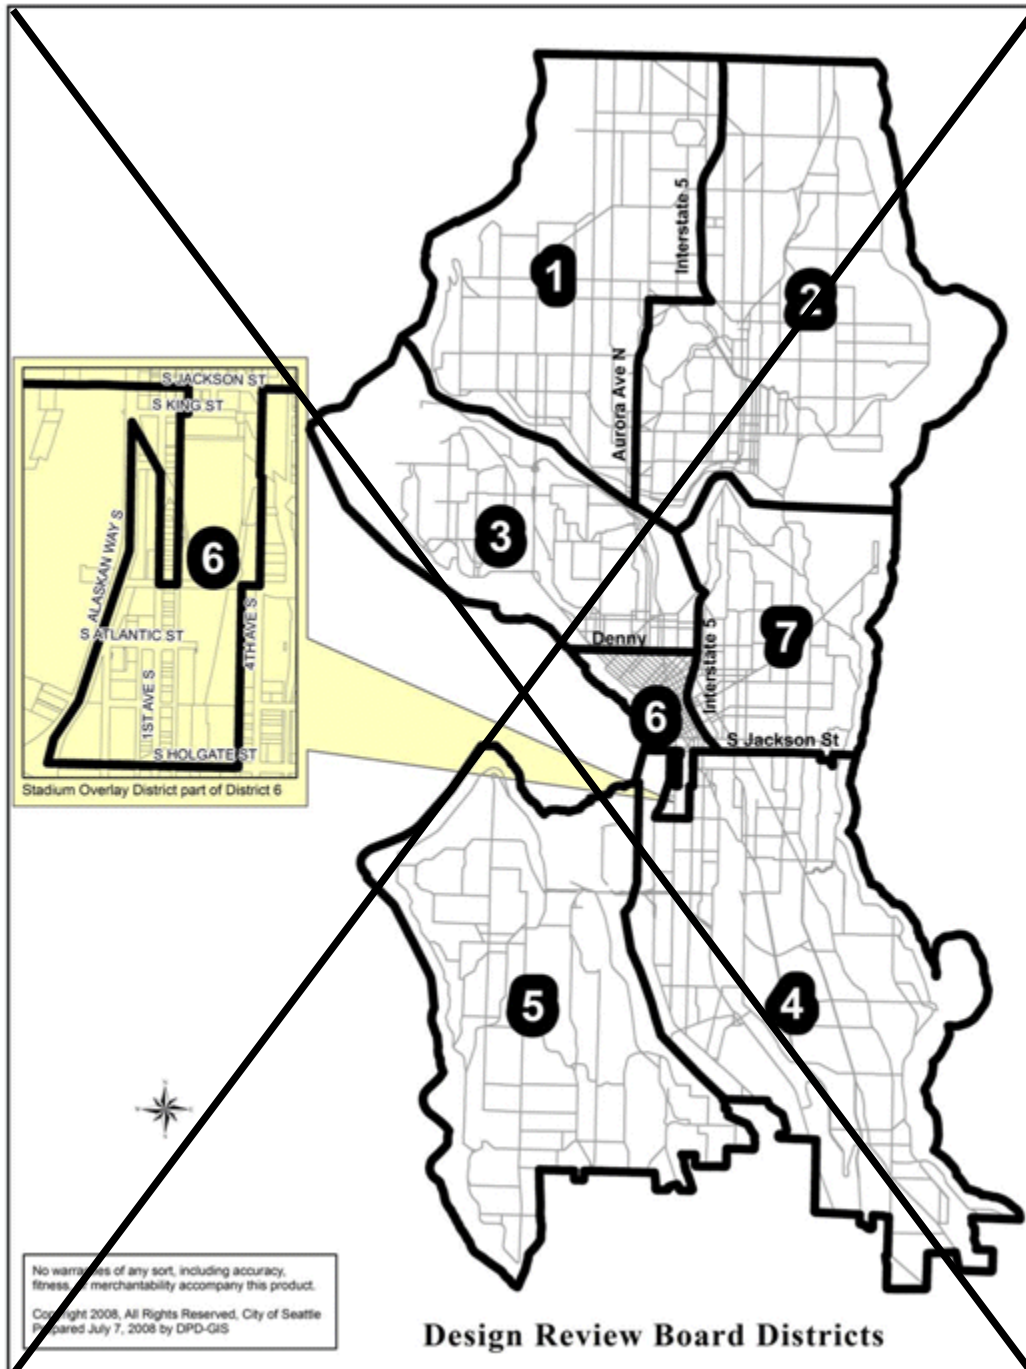 1
Interstate 5
2
Aurora Ave N
S JACKSON ST
S KING ST
ALASKAN WAY S
6
S ATLANTIC ST
4TH AVE S
1ST AVE S
S HOLGATE ST
Stadium Overlay District part of District 6
3
Denny
Interstate 5
7
6
S Jackson St
5
4
No warranties of any sort, including accuracy,
fitness, or merchantability accompany this product.
Copyright 2008, All Rights Reserved, City of Seattle
Prepared July 7, 2008 by DPD-GIS
Design Review Board Districts